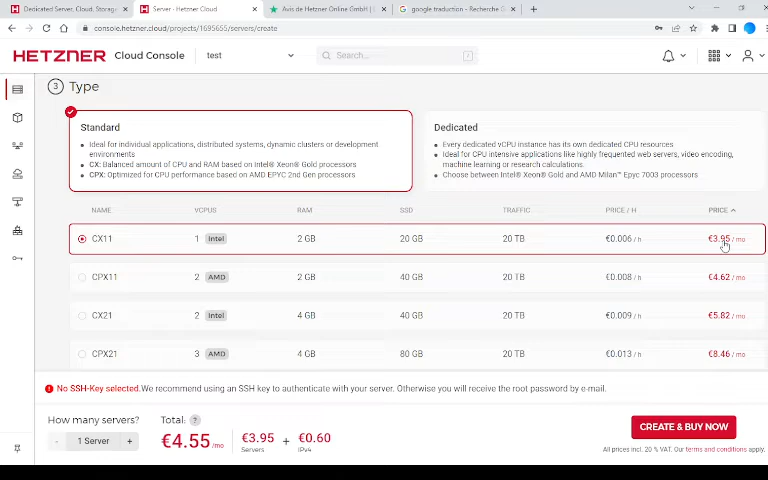 Dedicated Server, Cloud, Storag
Server · Hetzner Cloud
Avis de Hetzner Online GmbH | L
google traduction - Recherche G
console.hetzner.cloud/projects/1695655/servers/create
HETZNER Cloud Console test Search... /
3 Type
Standard
Ideal for individual applications, distributed systems, dynamic clusters or development
environments
CX: Balanced amount of CPU and RAM based on Intel® Xeon® Gold processors
CPX: Optimized for CPU performance based on AMD EPYC 2nd Gen processors
Dedicated
Every dedicated vCPU instance has its own dedicated CPU resources
Ideal for CPU intensive applications like highly frequented web servers, video encoding,
machine learning or research calculations.
Choose between Intel® Xeon® Gold and AMD Milan™ Epyc 7003 processors
NAME VCPUS RAM SSD TRAFFIC PRICE / H PRICE
CX11 1 Intel 2 GB 20 GB 20 TB €0.006 / h €3.95 / mo
CPX11 2 AMD 2 GB 40 GB 20 TB €0.008 / h €4.62 / mo
CX21 2 Intel 4 GB 40 GB 20 TB €0.009 / h €5.82 / mo
CPX21 3 AMD 4 GB 80 GB 20 TB €0.013 / h €8.46 / mo
No SSH-Key selected. We recommend using an SSH key to authenticate with your server. Otherwise you will receive the root password by e-mail.
How many servers? Total: ?
- 1 Server + €4.55 /mo €3.95 Servers + €0.60 IPv4
CREATE & BUY NOW
All prices incl. 20 % VAT. Our terms and conditions apply.